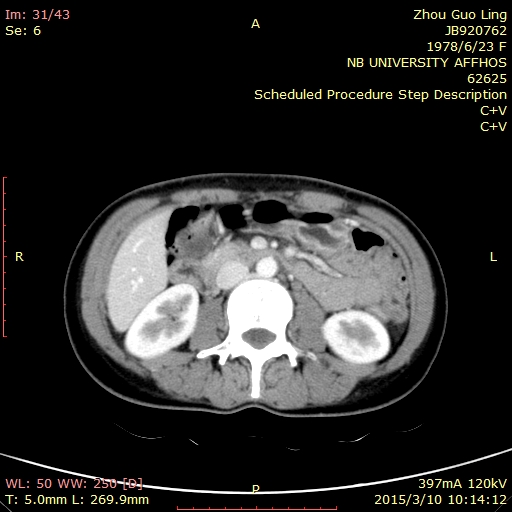 Im: 31/43
Se: 6
A
Zhou Guo Ling
JB920762
1978/6/23 F
NB UNIVERSITY AFFHOS
62625
Scheduled Procedure Step Description
C+V
C+V
R
L
WL: 50 WW: 250 [D]
T: 5.0mm L: 269.9mm
P
397mA 120kV
2015/3/10 10:14:12